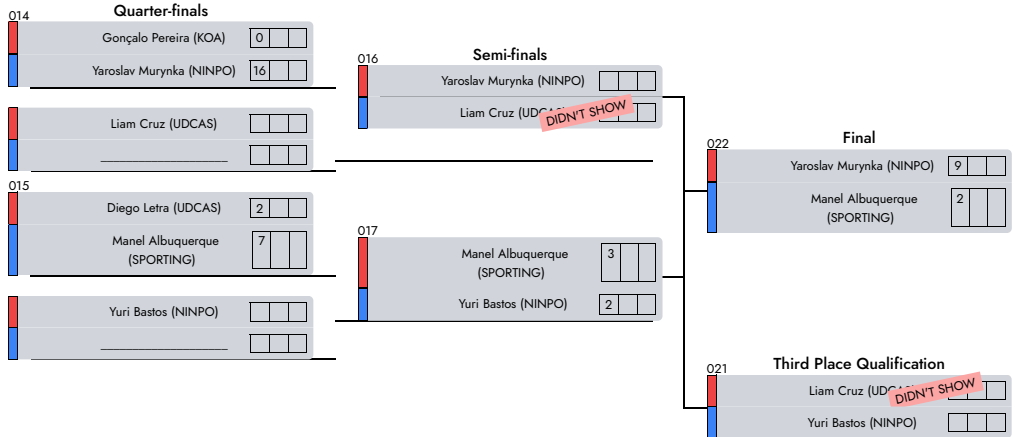 Quarter-finals
014
Gonçalo Pereira (KOA) 0
Yaroslav Murynka (NINPO) 16
Liam Cruz (UDCAS)
015
Diego Letra (UDCAS) 2
Manel Albuquerque 7
(SPORTING)
Yuri Bastos (NINPO)
Semi-finals
016
Yaroslav Murynka (NINPO)
Liam Cruz
DIDN'T SHOW
017
Manel Albuquerque 3
(SPORTING)
Yuri Bastos (NINPO) 2
Final
022
Yaroslav Murynka (NINPO) 9
Manel Albuquerque 2
(SPORTING)
Third Place Qualification
021
Liam Cruz
DIDN'T SHOW
Yuri Bastos (NINPO)